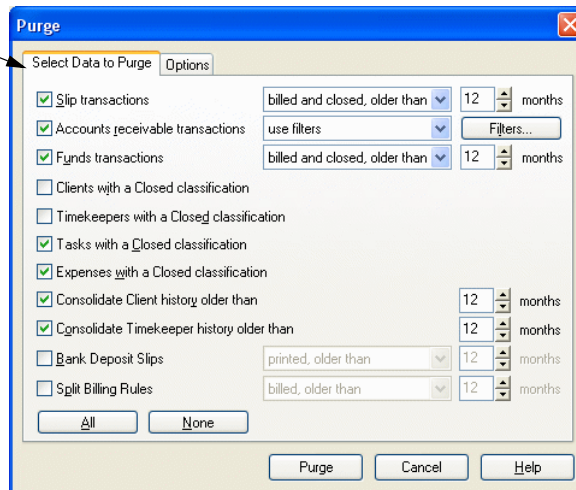 Purge
Select Data to Purge Options
Slip transactions billed and closed, older than 12 months
Accounts receivable transactions use filters Filters...
Funds transactions billed and closed, older than 12 months
Clients with a Closed classification
Timekeepers with a Closed classification
Tasks with a Closed classification
Expenses with a Closed classification
Consolidate Client history older than 12 months
Consolidate Timekeeper history older than 12 months
Bank Deposit Slips printed, older than 12 months
Split Billing Rules billed, older than 12 months
All None
Purge Cancel Help